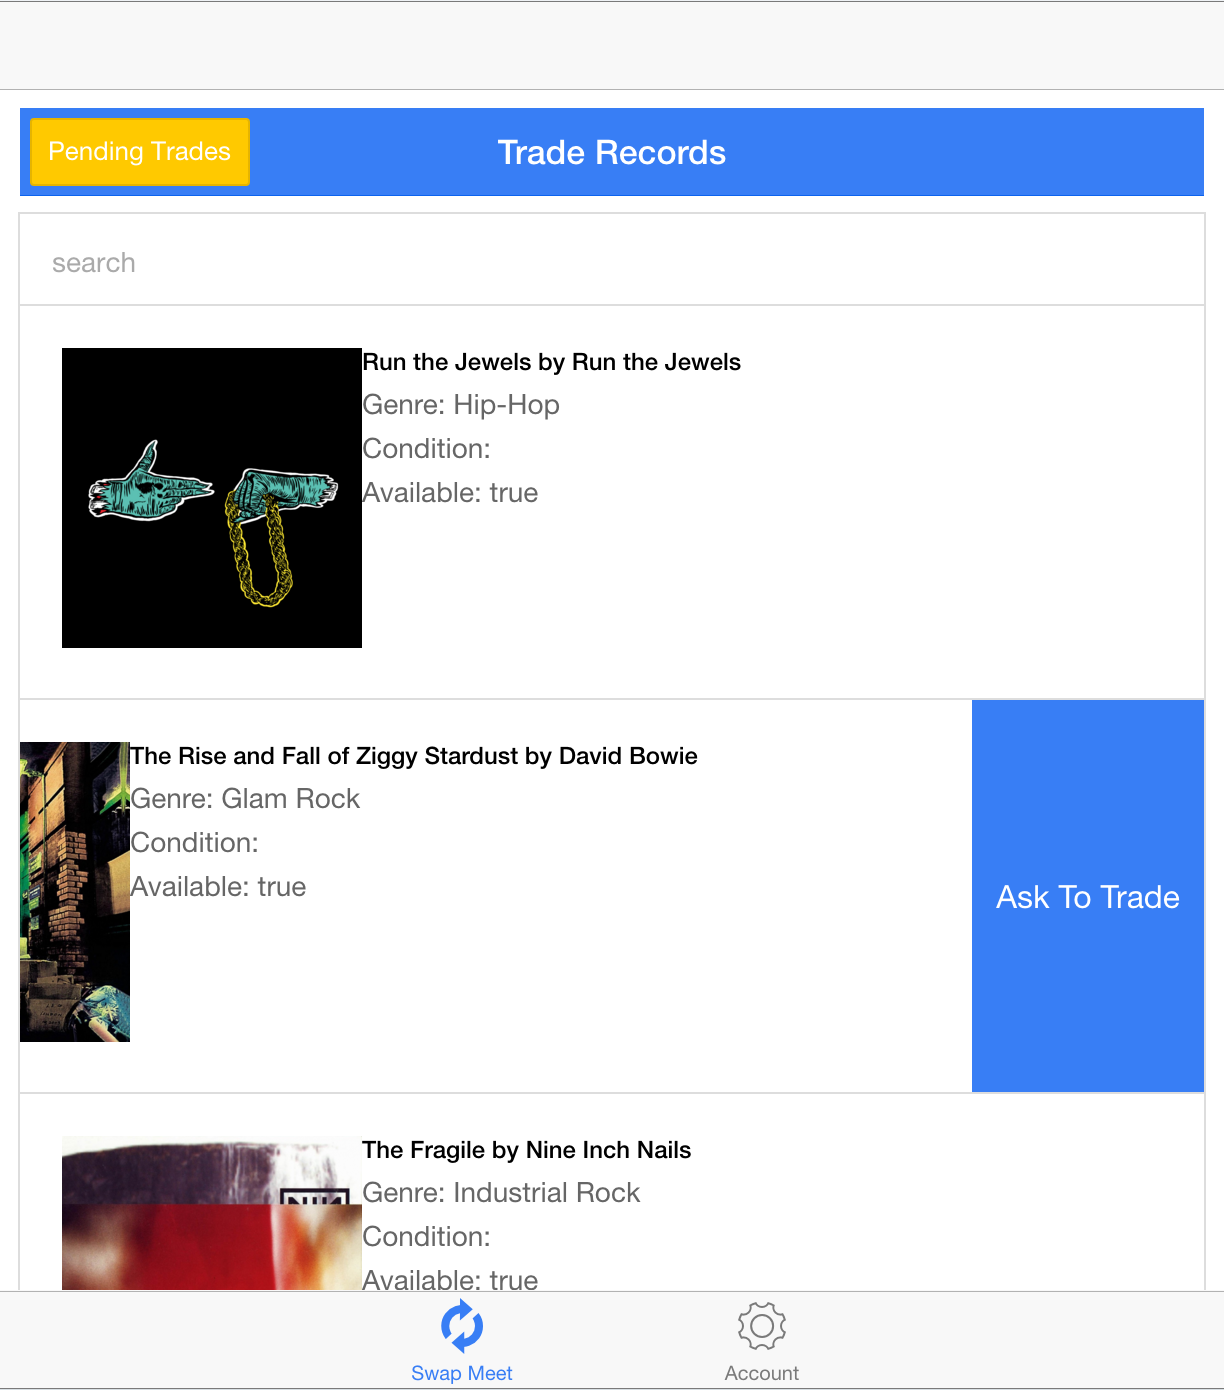 Pending Trades
Trade Records
search
Run the Jewels by Run the Jewels
Genre: Hip-Hop
Condition:
Available: true
The Rise and Fall of Ziggy Stardust by David Bowie
Genre: Glam Rock
Condition:
Available: true
Ask To Trade
The Fragile by Nine Inch Nails
Genre: Industrial Rock
Condition:
Available: true
Swap Meet
Account